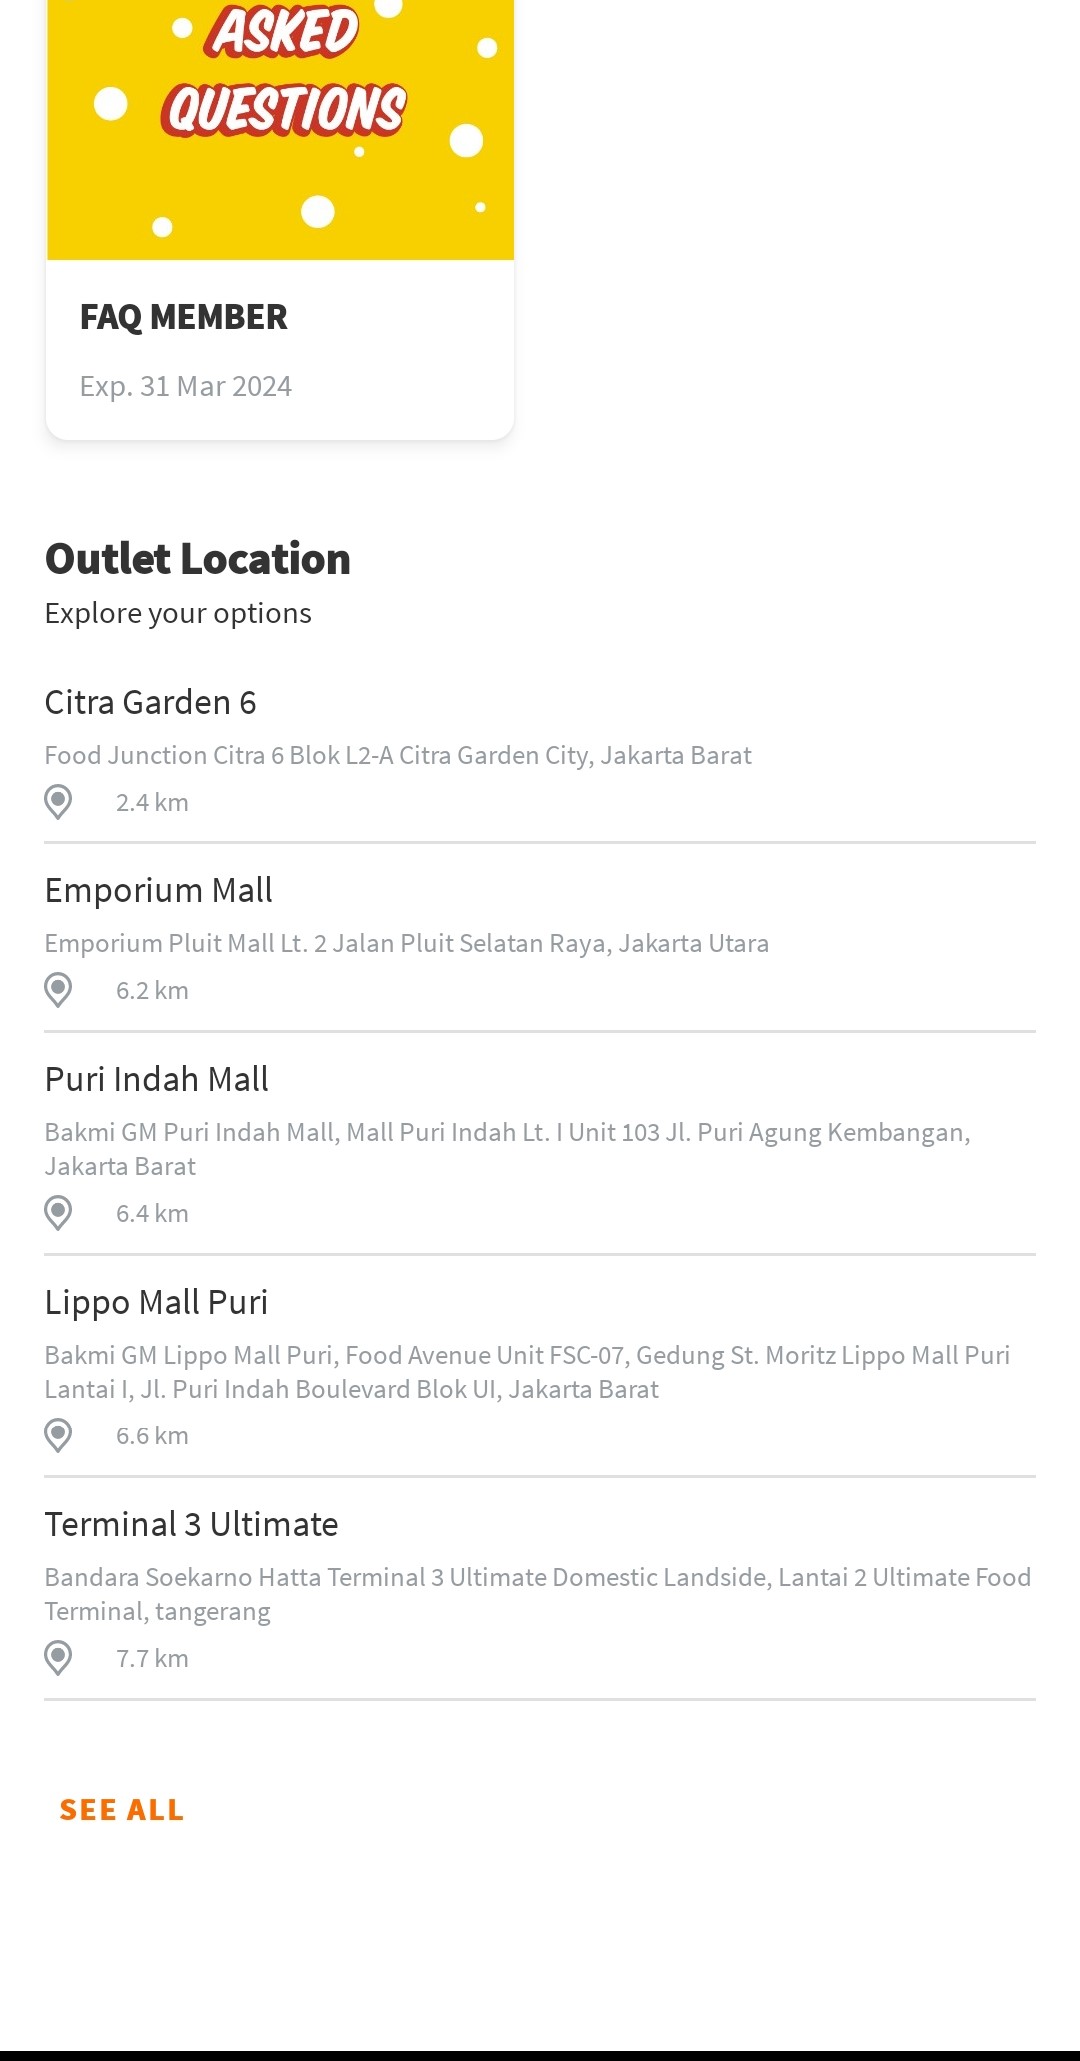 ASKED
QUESTIONS
FAQ MEMBER
Exp. 31 Mar 2024
Outlet Location
Explore your options
Citra Garden 6
Food Junction Citra 6 Blok L2-A Citra Garden City, Jakarta Barat
2.4 km
Emporium Mall
Emporium Pluit Mall Lt. 2 Jalan Pluit Selatan Raya, Jakarta Utara
6.2 km
Puri Indah Mall
Bakmi GM Puri Indah Mall, Mall Puri Indah Lt. I Unit 103 Jl. Puri Agung Kembangan,
Jakarta Barat
6.4 km
Lippo Mall Puri
Bakmi GM Lippo Mall Puri, Food Avenue Unit FSC-07, Gedung St. Moritz Lippo Mall Puri
Lantai I, Jl. Puri Indah Boulevard Blok UI, Jakarta Barat
6.6 km
Terminal 3 Ultimate
Bandara Soekarno Hatta Terminal 3 Ultimate Domestic Landside, Lantai 2 Ultimate Food
Terminal, tangerang
7.7 km
SEE ALL